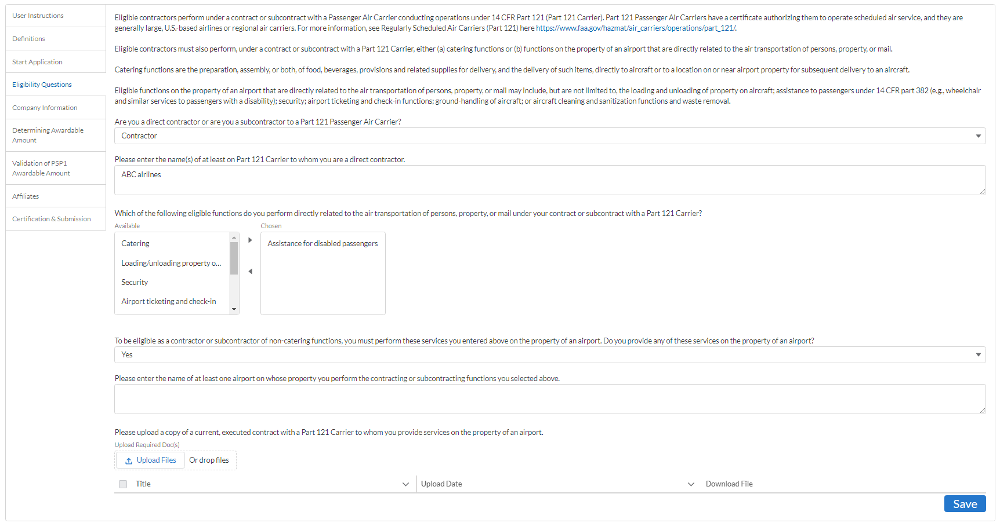 User Instructions
Definitions
Start Application
Eligibility Questions
Company Information
Determining Awardable
Amount
Validation of PSP1
Awardable Amount
Affiliates
Certification & Submission
Eligible contractors perform under a contract or subcontract with a Passenger Air Carrier conducting operations under 14 CFR Part 121 (Part 121 Carrier). Part 121 Passenger Air Carriers have a certificate authorizing them to operate scheduled air service, and they are
generally large, U.S.-based airlines or regional air carriers. For more information, see Regularly Scheduled Air Carriers (Part 121) here https://www.faa.gov/hazmat/air_carriers/operations/part_121/.
Eligible contractors must also perform, under a contract or subcontract with a Part 121 Carrier, either (a) catering functions or (b) functions on the property of an airport that are directly related to the air transportation of persons, property, or mail.
Catering functions are the preparation, assembly, or both, of food, beverages, provisions and related supplies for delivery, and the delivery of such items, directly to aircraft or to a location on or near airport property for subsequent delivery to an aircraft.
Eligible functions on the property of an airport that are directly related to the air transportation of persons, property, or mail may include, but are not limited to, the loading and unloading of property on aircraft; assistance to passengers under 14 CFR part 382 (e.g., wheelchair
and similar services to passengers with a disability); security; airport ticketing and check-in functions; ground-handling of aircraft; or aircraft cleaning and sanitization functions and waste removal.
Are you a direct contractor or are you a subcontractor to a Part 121 Passenger Air Carrier?
Contractor
Please enter the name(s) of at least on Part 121 Carrier to whom you are a direct contractor.
ABC airlines
Which of the following eligible functions do you perform directly related to the air transportation of persons, property, or mail under your contract or subcontract with a Part 121 Carrier?
Available
Catering
Loading/unloading property o...
Security
Airport ticketing and check-in
Chosen
Assistance for disabled passengers
To be eligible as a contractor or subcontractor of non-catering functions, you must perform these services you entered above on the property of an airport. Do you provide any of these services on the property of an airport?
Yes
Please enter the name of at least one airport on whose property you perform the contracting or subcontracting functions you selected above.
Please upload a copy of a current, executed contract with a Part 121 Carrier to whom you provide services on the property of an airport.
Upload Required Doc(s)
Upload Files Or drop files
Title Upload Date Download File
Save